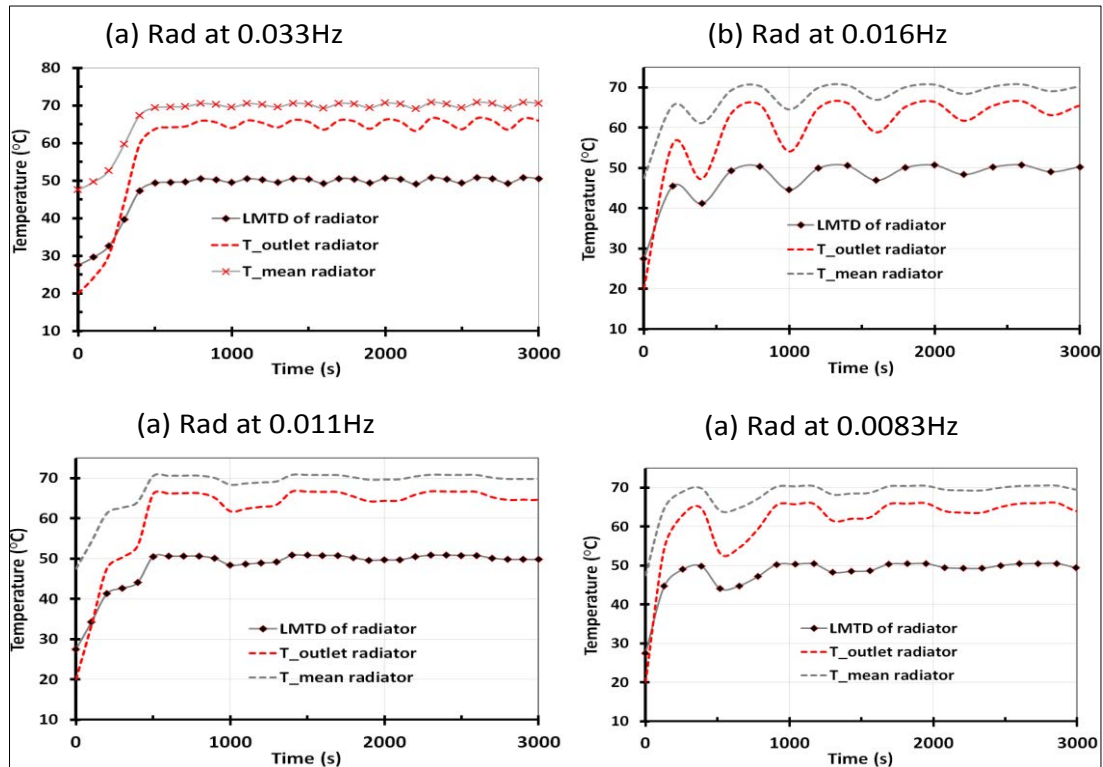 (a) Rad at 0.033Hz
Temperature (°C)
80
70
60
50
40
30
20
10
LMTD of radiator
T_outlet radiator
T_mean radiator
0
1000
2000
3000
Time (s)
(b) Rad at 0.016Hz
Temperature (°C)
70
60
50
40
30
20
10
LMTD of radiator
T_outlet radiator
T_mean radiator
0
1000
2000
3000
Time (s)
(a) Rad at 0.011Hz
Temperature (°C)
70
60
50
40
30
20
10
LMTD of radiator
T_outlet radiator
T_mean radiator
0
1000
2000
3000
Time (s)
(a) Rad at 0.0083Hz
Temperature (°C)
70
60
50
40
30
20
10
LMTD of radiator
T_outlet radiator
T_mean radiator
0
1000
2000
3000
Time (s)